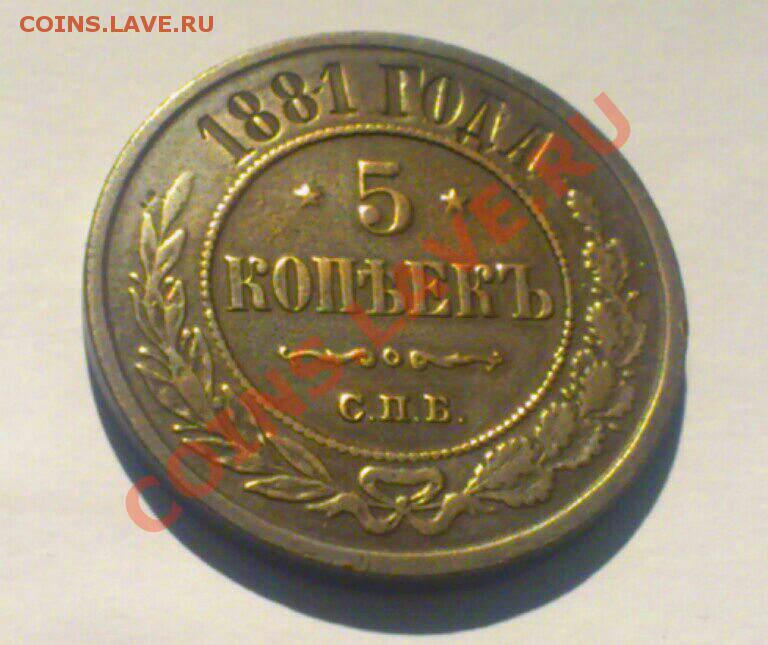 COINS.LAVE.RU
1881 ГОДА
5
КОПѢЕКЪ
С.П.Б.
COINS.LAVE.RU